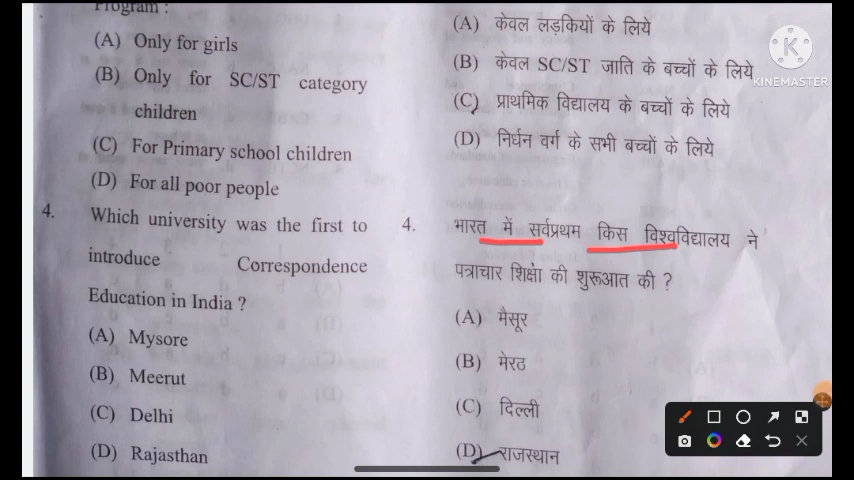 Program :
(A) Only for girls
(B) Only for SC/ST category
children
(C) For Primary school children
(D) For all poor people
4. Which university was the first to
introduce Correspondence
Education in India ?
(A) Mysore
(B) Meerut
(C) Delhi
(D) Rajasthan
(A) केवल लड़कियों के लिये
(B) केवल SC/ST जाति के बच्चों के लिये
(C) प्राथमिक विद्यालय के बच्चों के लिये
(D) निर्धन वर्ग के सभी बच्चों के लिये
4. भारत में सर्वप्रथम किस विश्वविद्यालय ने
पत्राचार शिक्षा की शुरूआत की ?
(A) मैसूर
(B) मेरठ
(C) दिल्ली
(D) राजस्थान
K
KINEMASTER